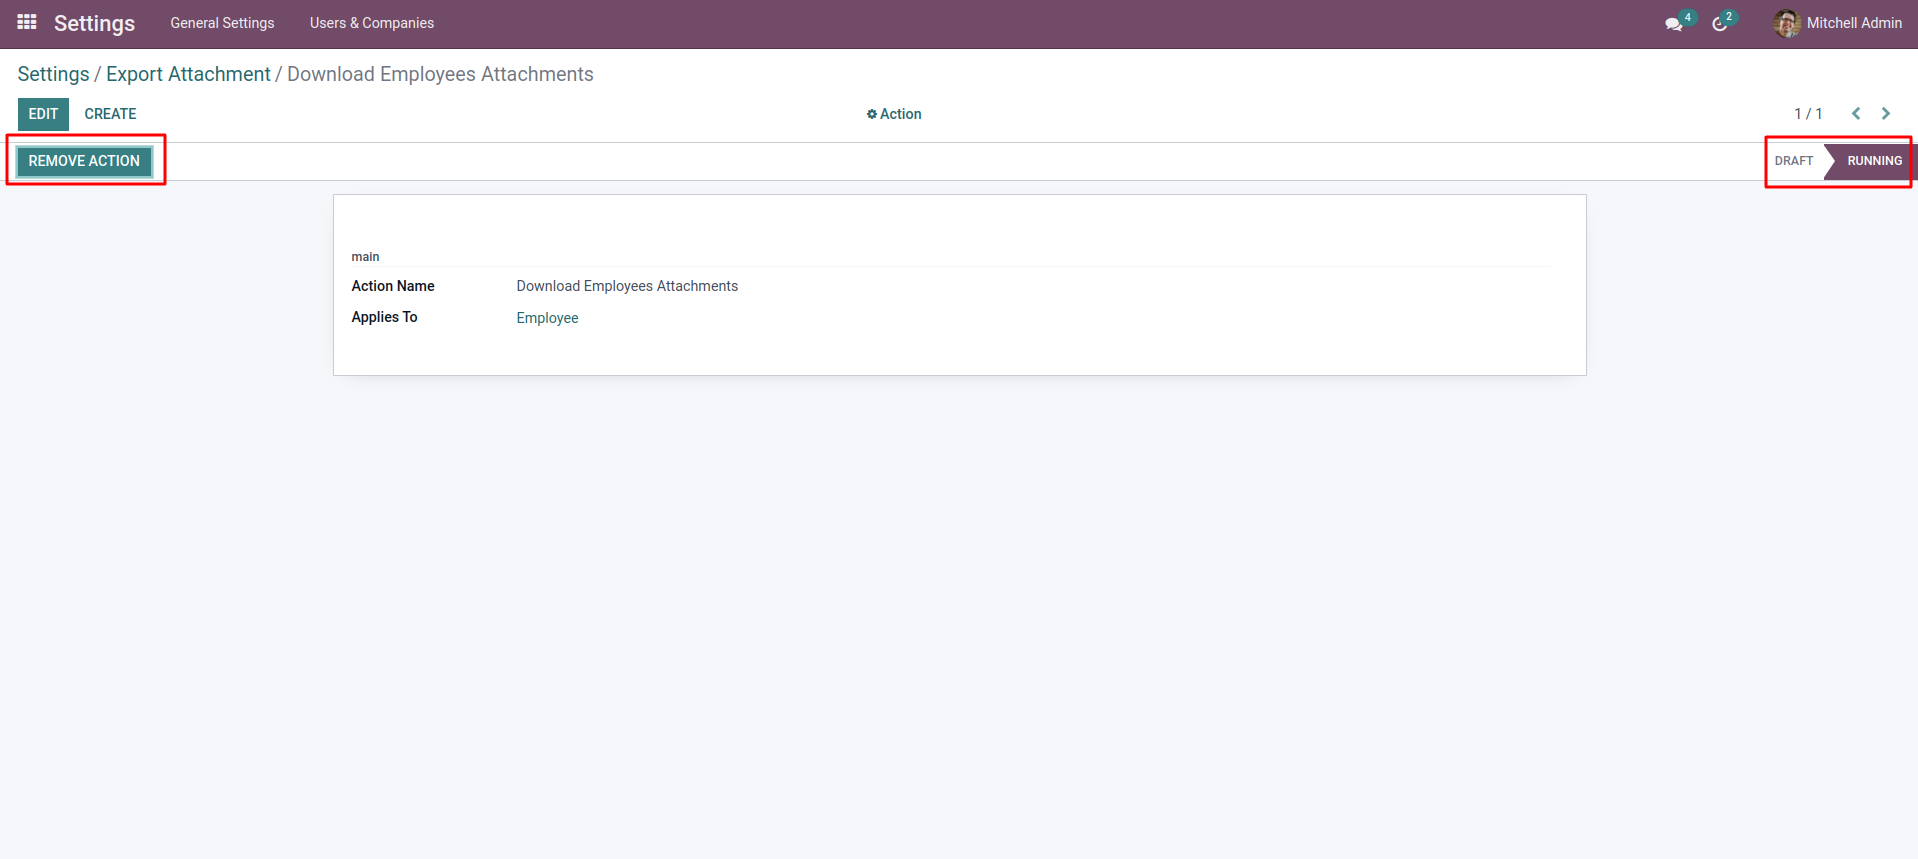 Settings General Settings Users & Companies 4 2 Mitchell Admin
Settings / Export Attachment / Download Employees Attachments
EDIT CREATE Action 1 / 1
REMOVE ACTION DRAFT RUNNING
main
Action Name Download Employees Attachments
Applies To Employee